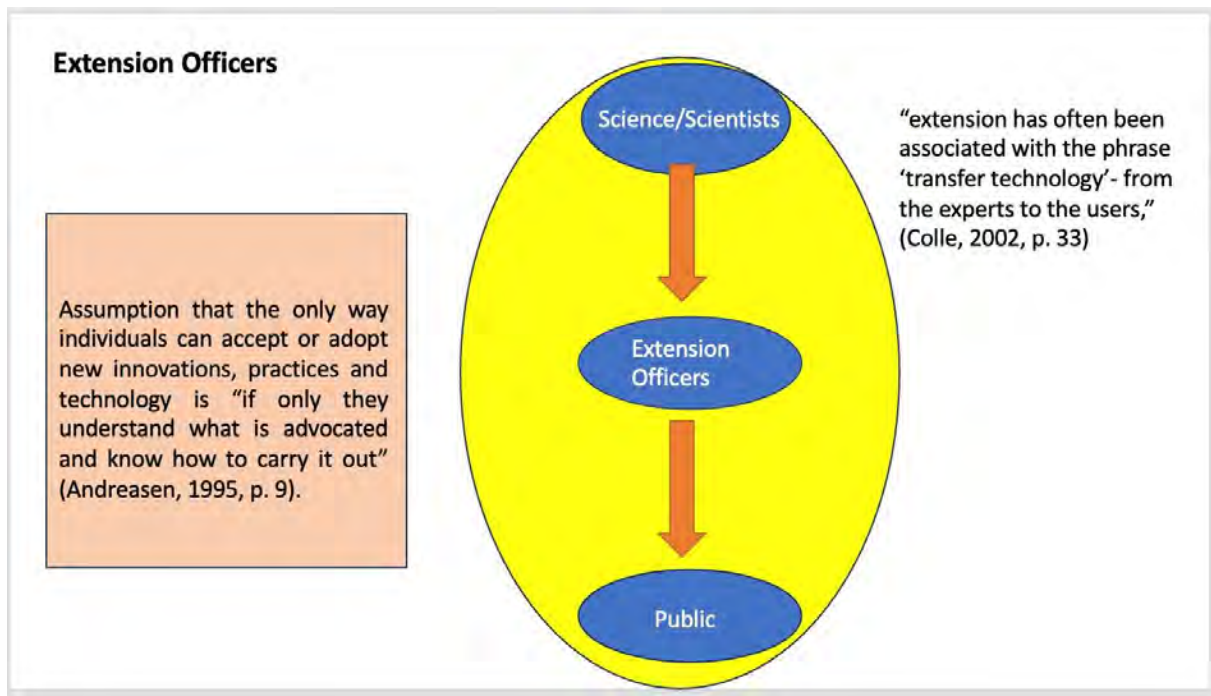 Extension Officers
Assumption that the only way
individuals can accept or adopt
new innovations, practices and
technology is “if only they
understand what is advocated
and know how to carry it out”
(Andreasen, 1995, p. 9).
Science/Scientists
Extension
Officers
Public
“extension has often been
associated with the phrase
‘transfer technology’- from
the experts to the users,”
(Colle, 2002, p. 33)